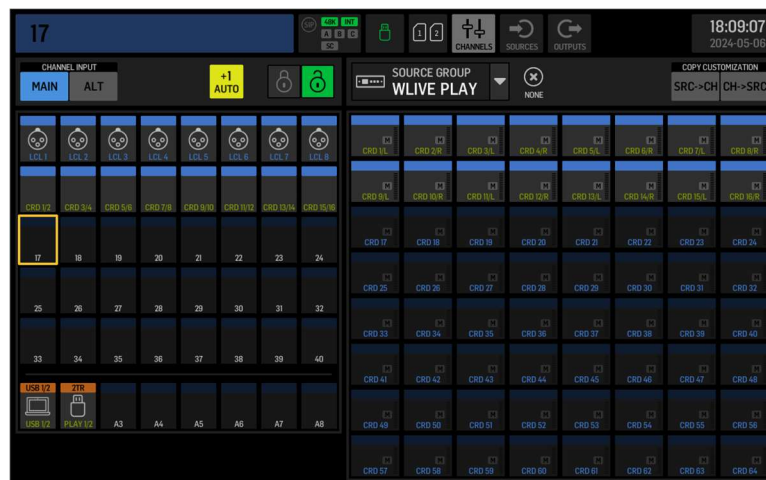 17
SIP 48K INT
A B C
SC
1 2
CHANNELS SOURCES OUTPUTS
18:09:07
2024-05-06
CHANNEL INPUT
MAIN ALT
+1
AUTO
SOURCE GROUP
WLIVE PLAY
NONE
COPY CUSTOMIZATION
SRC->CH CH->SRC
LCL 1 LCL 2 LCL 3 LCL 4 LCL 5 LCL 6 LCL 7 LCL 8
CRD 1/2 CRD 3/4 CRD 5/6 CRD 7/8 CRD 9/10 CRD 11/12 CRD 13/14 CRD 15/16
17 18 19 20 21 22 23 24
25 26 27 28 29 30 31 32
33 34 35 36 37 38 39 40
USB 1/2 2TR
USB 1/2 PLAY 1/2 A3 A4 A5 A6 A7 A8
M M M M M M M M
CRD 1/L CRD 2/R CRD 3/L CRD 4/R CRD 5/L CRD 6/R CRD 7/L CRD 8/R
M M M M M M M M
CRD 9/L CRD 10/R CRD 11/L CRD 12/R CRD 13/L CRD 14/R CRD 15/L CRD 16/R
M M M M M M M M
CRD 17 CRD 18 CRD 19 CRD 20 CRD 21 CRD 22 CRD 23 CRD 24
M M M M M M M M
CRD 25 CRD 26 CRD 27 CRD 28 CRD 29 CRD 30 CRD 31 CRD 32
M M M M M M M M
CRD 33 CRD 34 CRD 35 CRD 36 CRD 37 CRD 38 CRD 39 CRD 40
M M M M M M M M
CRD 41 CRD 42 CRD 43 CRD 44 CRD 45 CRD 46 CRD 47 CRD 48
M M M M M M M M
CRD 49 CRD 50 CRD 51 CRD 52 CRD 53 CRD 54 CRD 55 CRD 56
M M M M M M M M
CRD 57 CRD 58 CRD 59 CRD 60 CRD 61 CRD 62 CRD 63 CRD 64